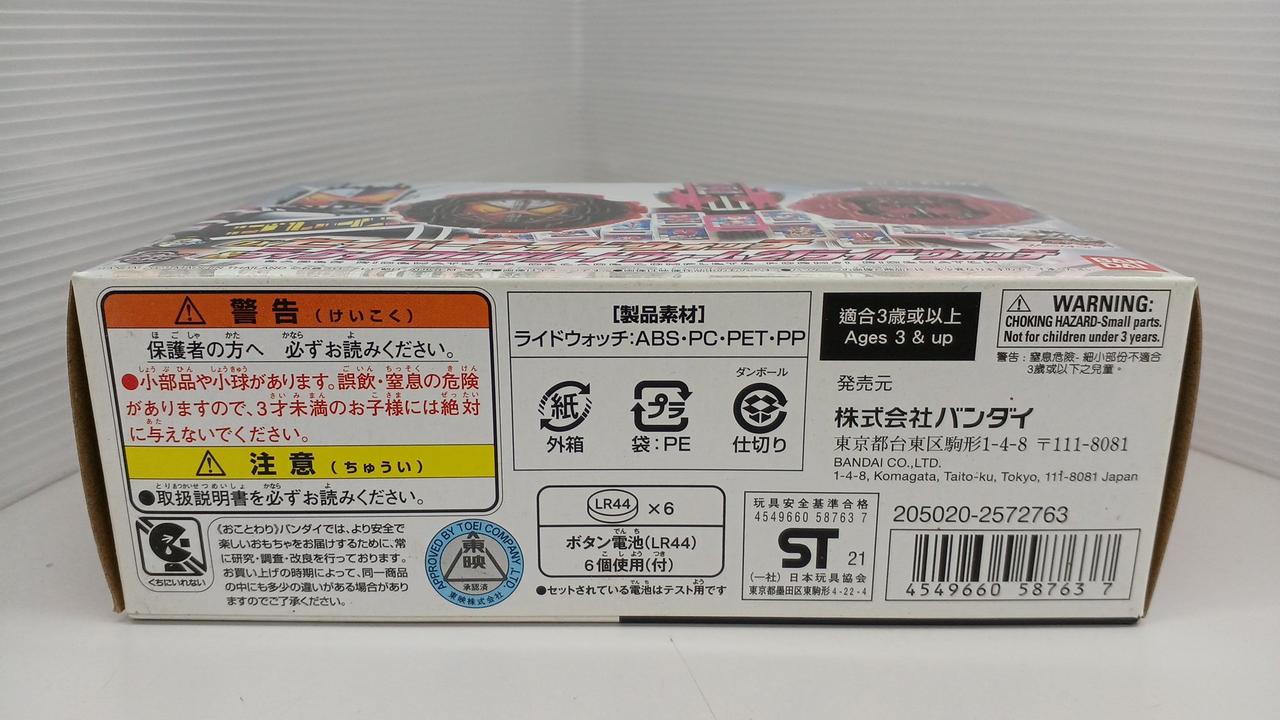 警告（けいこく）
保護者の方へ 必ずお読みください。
●小部品や小球があります。誤飲・窒息の危険
がありますので、3才未満のお子様には絶対
に与えないでください。
注意（ちゅうい）
●取扱説明書を必ずお読みください。
くちにいれない
《おことわり》バンダイでは、より安全で
楽しいおもちゃをお届けするために、常
に研究・調査・改良を行っております。
お買い上げの時期によって、同一商品
の中にも多少の違いがある場合があり
ますのでご了承ください。
APPROVED BY TOEI COMPANY, LTD.
東映
承認済
東映株式会社
[製品素材]
ライドウォッチ:ABS・PC・PET・PP
紙
外箱
プラ
袋:PE
ダンボール
仕切り
LR44 ×6
ボタン電池(LR44)
6個使用(付)
●セットされている電池はテスト用です
適合3歳或以上
Ages 3 & up
WARNING:
CHOKING HAZARD-Small parts.
Not for children under 3 years.
警告:窒息危險-細小部份不適合
3歲或以下之兒童。
発売元
株式会社バンダイ
東京都台東区駒形1-4-8 〒111-8081
BANDAI CO.,LTD.
1-4-8, Komagata, Taito-ku, Tokyo, 111-8081 Japan
玩具安全基準合格
4549660 58763 7
ST 21
(一社) 日本玩具協会
東京都墨田区東駒形4-22-4
205020-2572763
4549660 587637